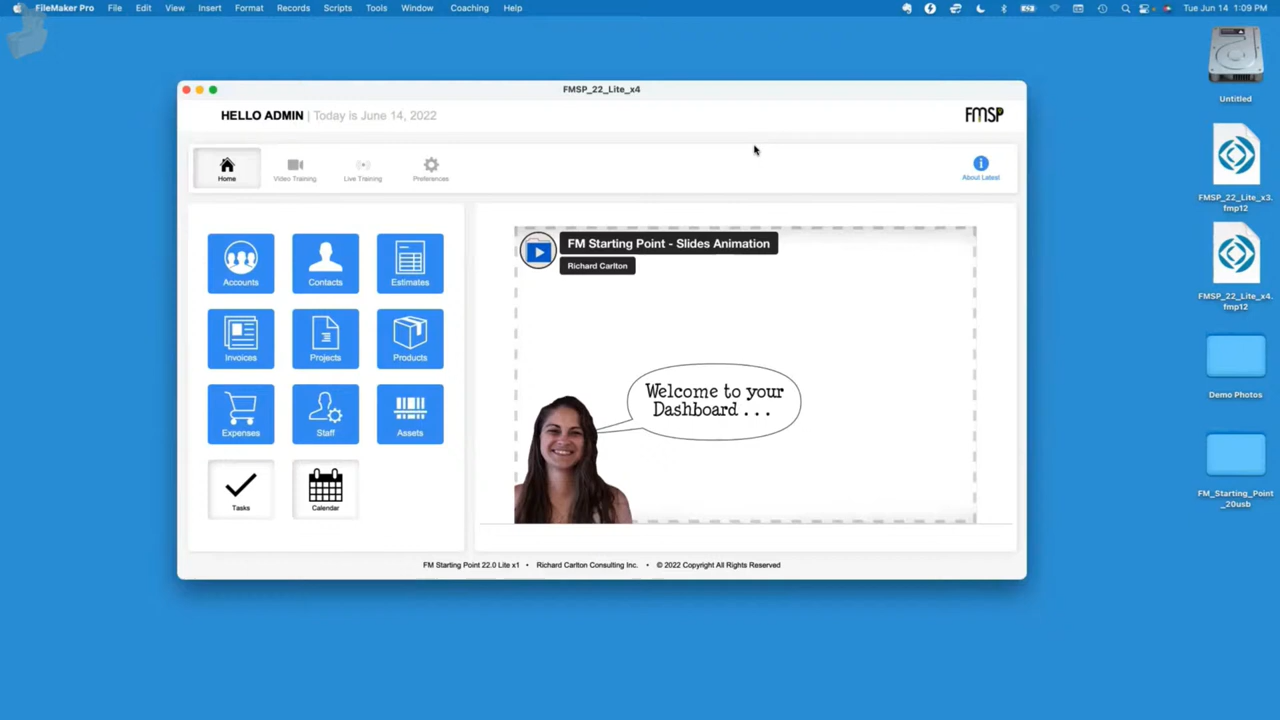 FileMaker Pro File Edit View Insert Format Records Scripts Tools Window Coaching Help Tue Jun 14 1:09 PM
FMSP_22_Lite_x4
HELLO ADMIN | Today is June 14, 2022
FMSP
Home
Video Training
Live Training
Preferences
About Latest
Accounts
Contacts
Estimates
Invoices
Projects
Products
Expenses
Staff
Assets
Tasks
Calendar
FM Starting Point - Slides Animation
Richard Carlton
Welcome to your
Dashboard . . .
FM Starting Point 22.0 Lite x1 • Richard Carlton Consulting Inc. • © 2022 Copyright All Rights Reserved
Untitled
FMSP_22_Lite_x3.
fmp12
FMSP_22_Lite_x4.
fmp12
Demo Photos
FM_Starting_Point
_20usb